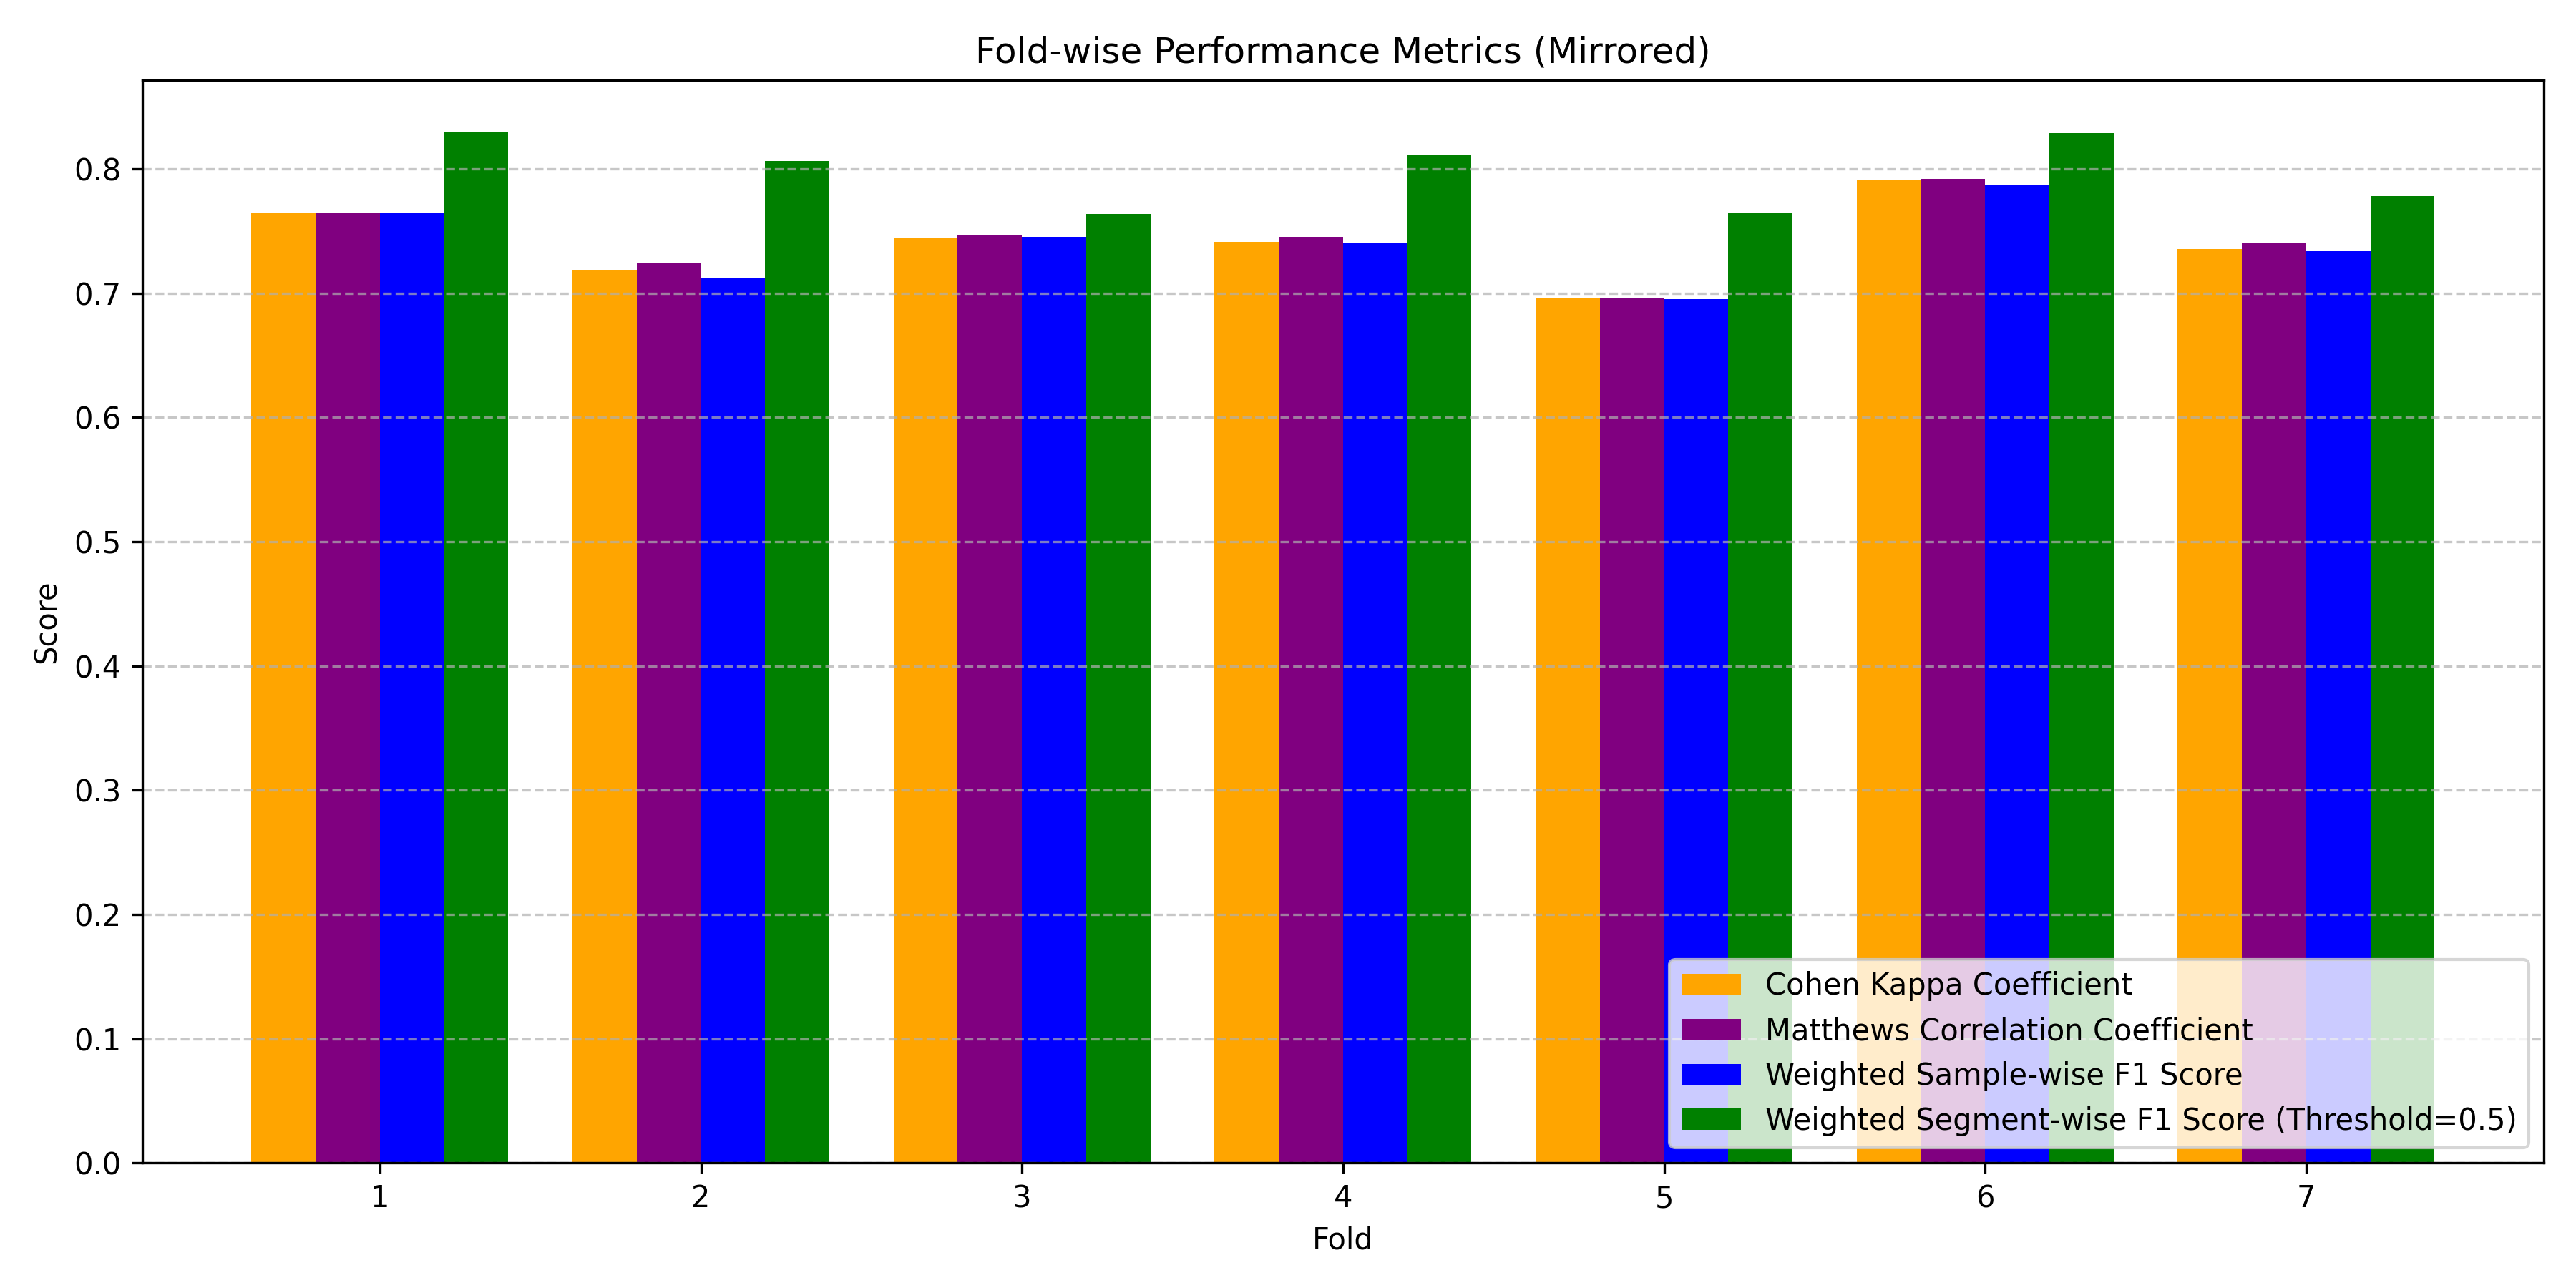 Fold-wise Performance Metrics (Mirrored)
Score
0.8
0.7
0.6
0.5
0.4
0.3
0.2
0.1
0.0
Cohen Kappa Coefficient
Matthews Correlation Coefficient
Weighted Sample-wise F1 Score
Weighted Segment-wise F1 Score (Threshold=0.5)
1 2 3 4 5 6 7
Fold